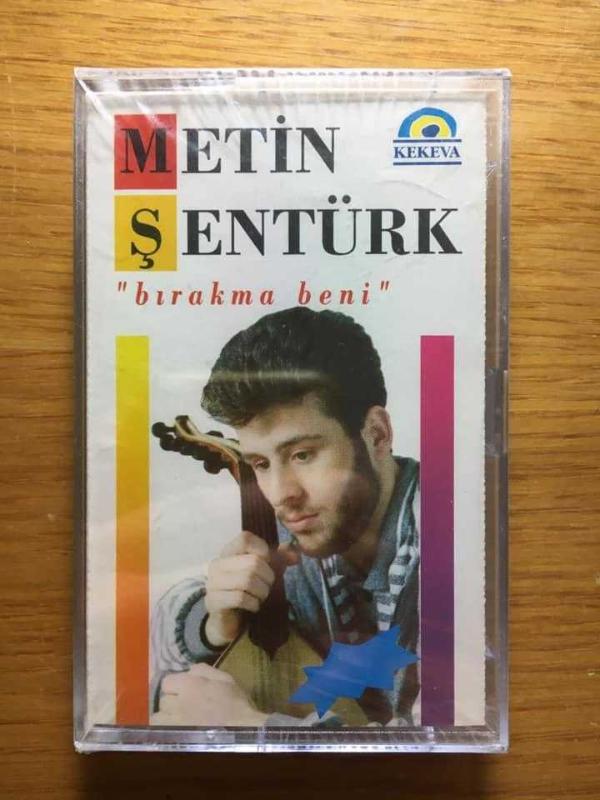 METİN
KEKEVA
ŞENTÜRK
"bırakma beni"